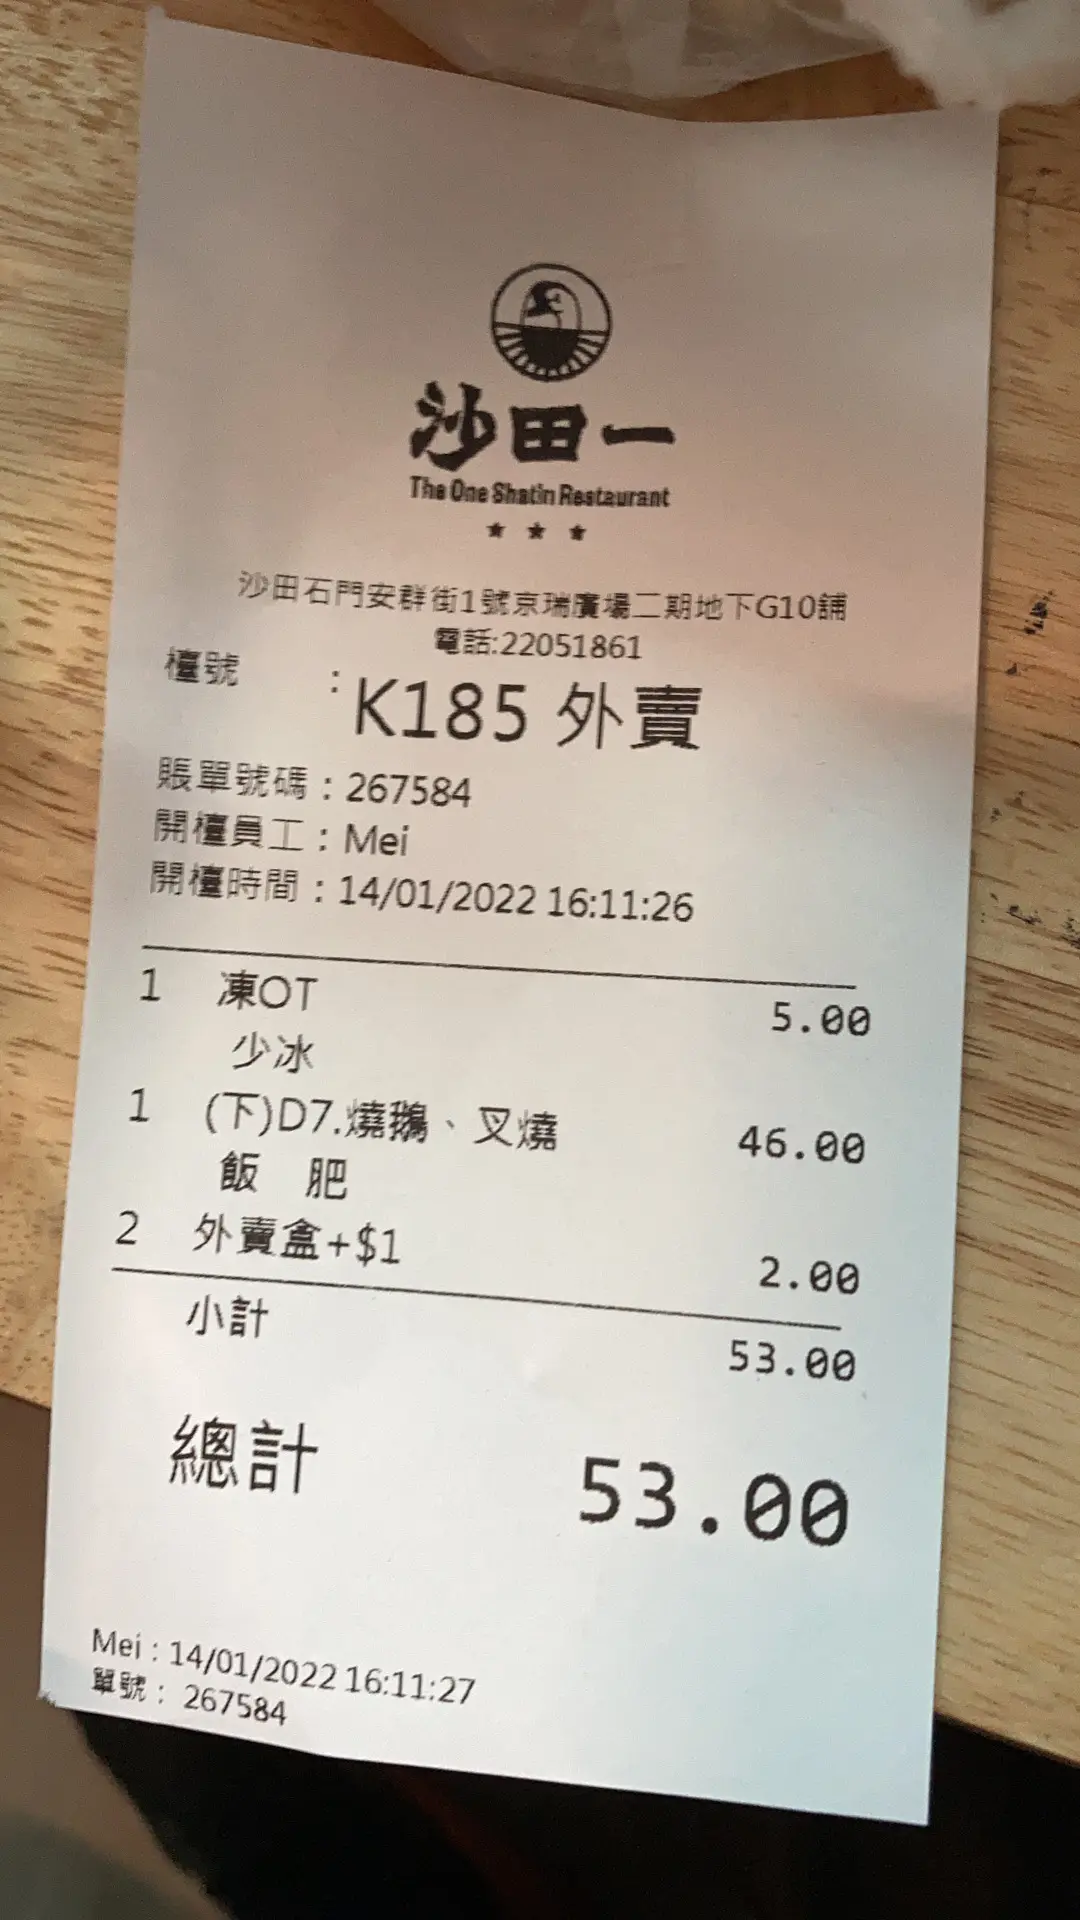 沙田一
The One Shatin Restaurant
★ ★ ★
沙田石門安群街1號京瑞廣場二期地下G10舖
電話:22051861
檯號 : K185 外賣
賬單號碼 : 267584
開檯員工 : Mei
開檯時間 : 14/01/2022 16:11:26
1 凍OT 5.00
少冰
1 (下)D7.燒鵝、叉燒 46.00
飯 肥
2 外賣盒+$1 2.00
小計 53.00
總計 53.00
Mei : 14/01/2022 16:11:27
單號 : 267584